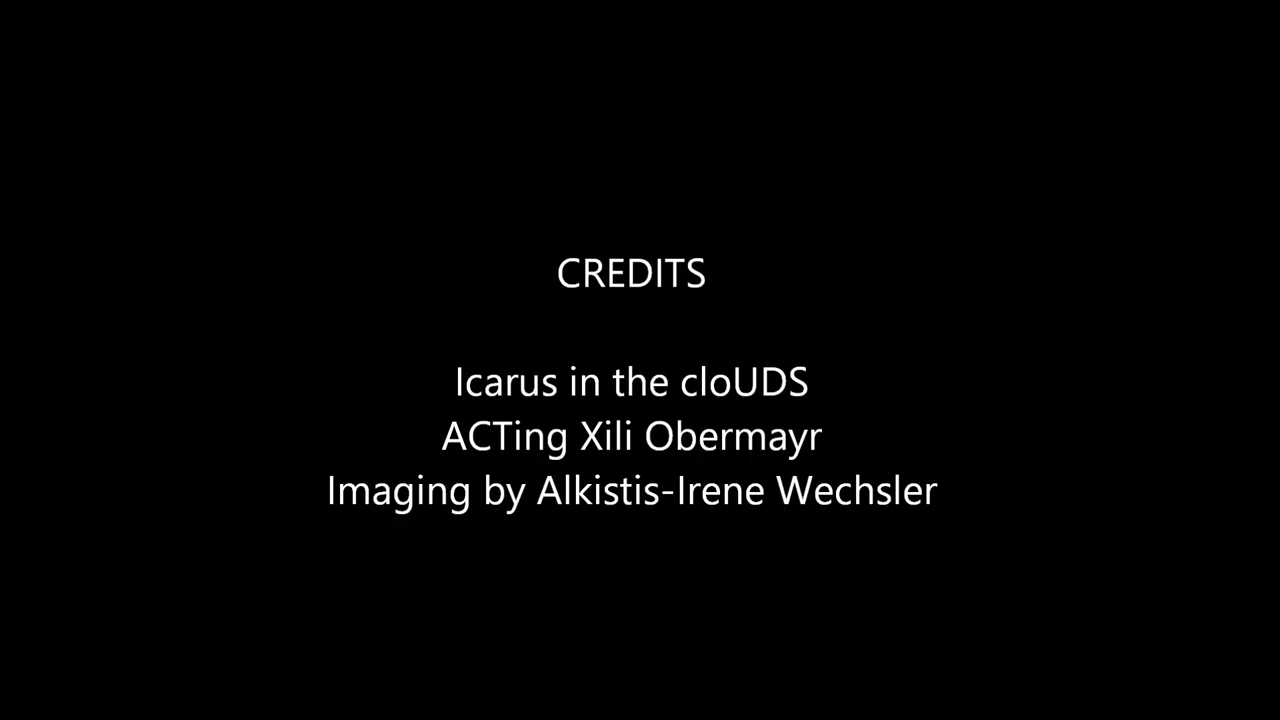 CREDITS
Icarus in the cloUDS
ACTing Xili Obermayr
Imaging by Alkistis-Irene Wechsler